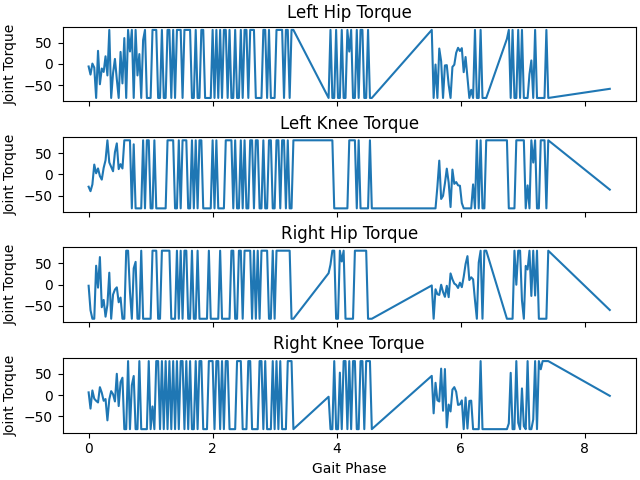 Left Hip Torque
Joint Torque
50
0
−50
Left Knee Torque
Joint Torque
50
0
−50
Right Hip Torque
Joint Torque
50
0
−50
Right Knee Torque
Joint Torque
50
0
−50
0 2 4 6 8
Gait Phase